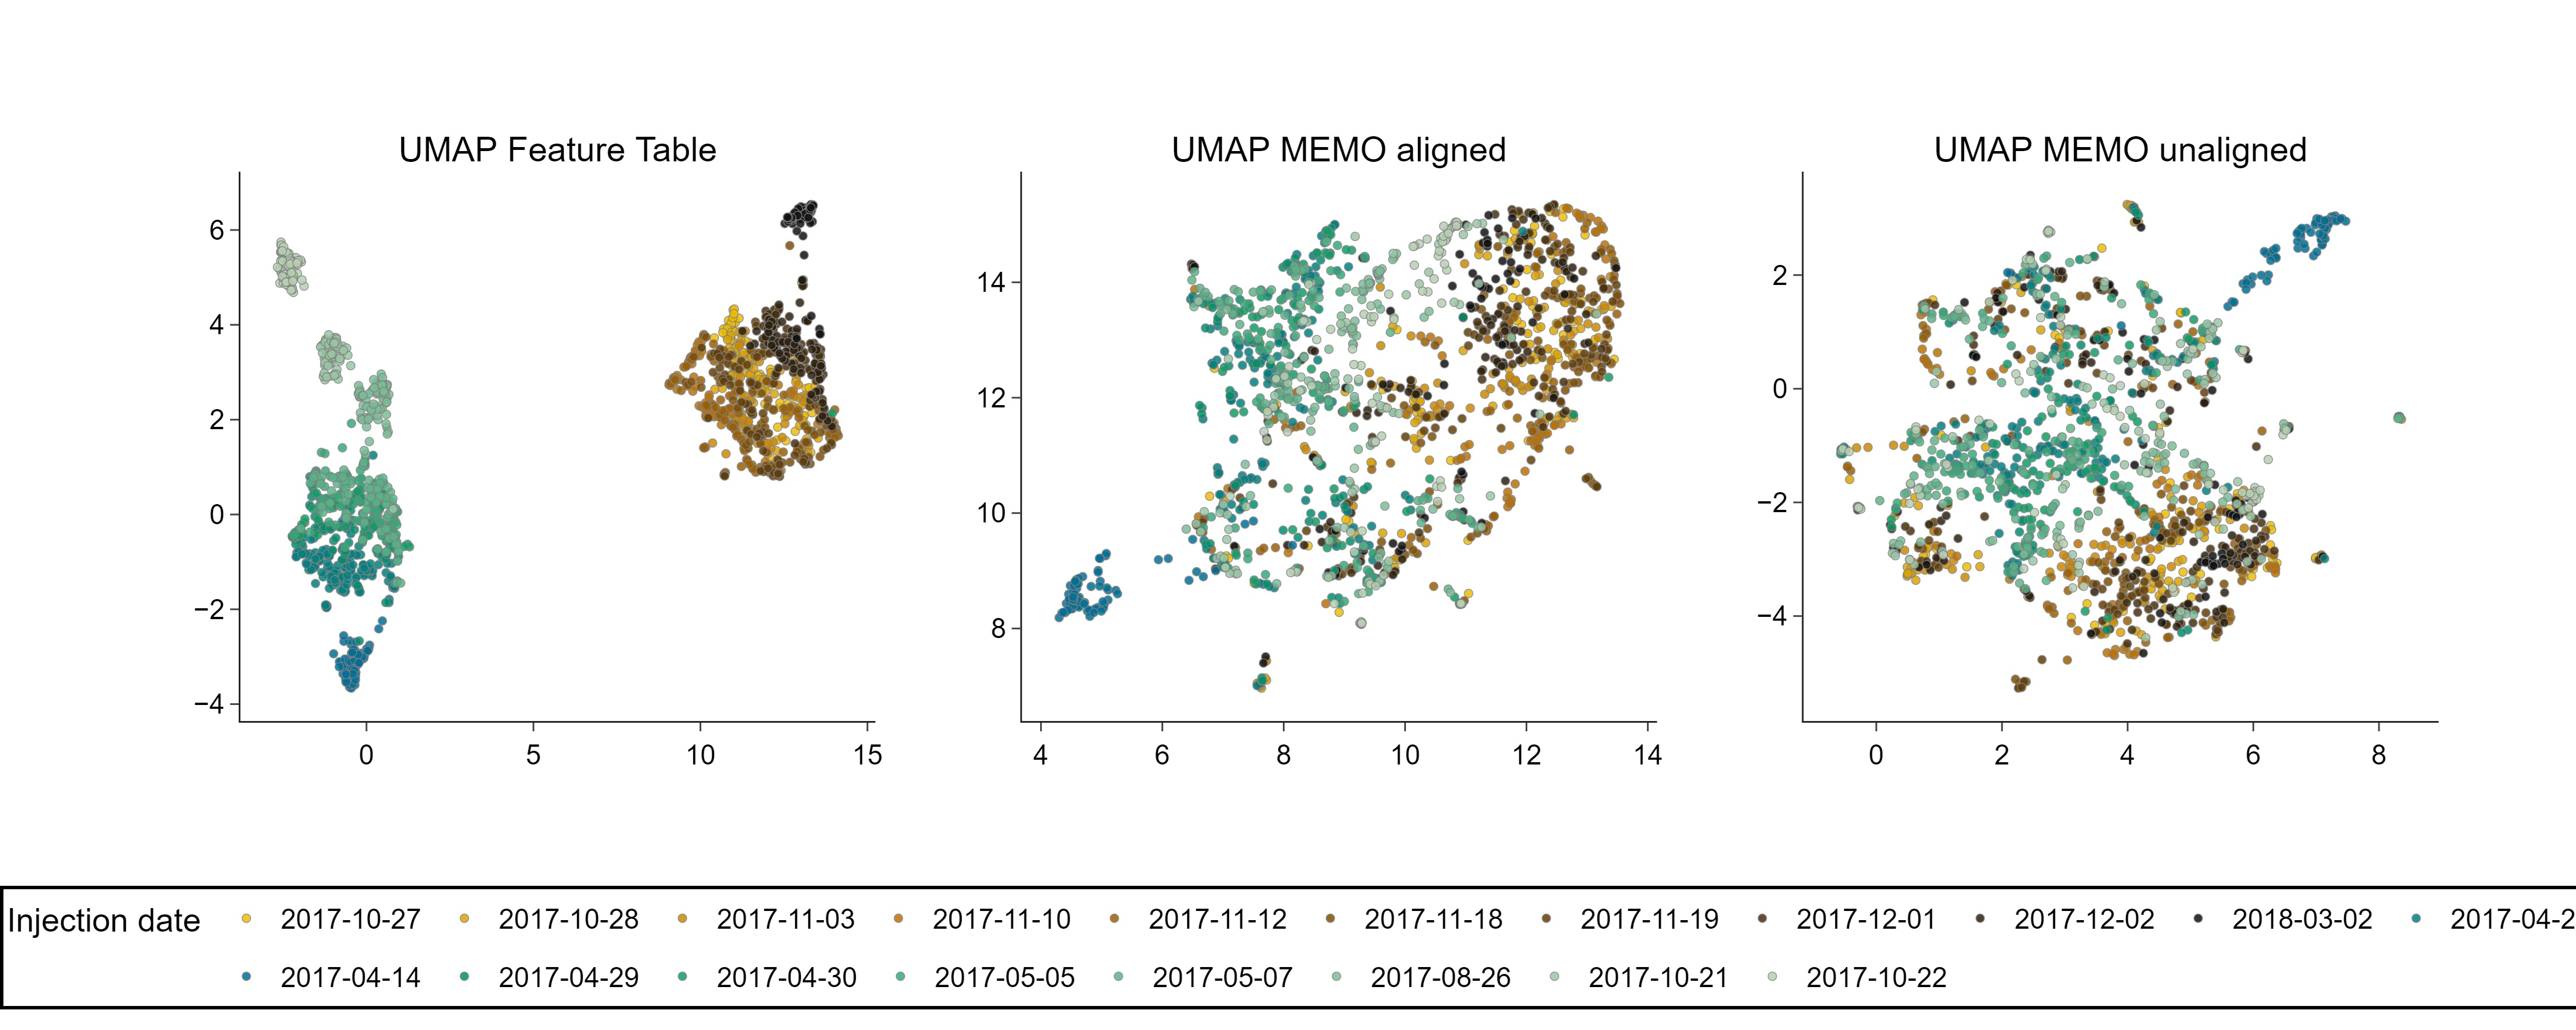 UMAP Feature Table
UMAP MEMO aligned
UMAP MEMO unaligned
6
4
2
0
−2
−4
0 5 10 15
14
12
10
8
4 6 8 10 12 14
2
0
−2
−4
0 2 4 6 8
Injection date 2017-10-27 2017-10-28 2017-11-03 2017-11-10 2017-11-12 2017-11-18 2017-11-19 2017-12-01 2017-12-02 2018-03-02 2017-04-2
2017-04-14 2017-04-29 2017-04-30 2017-05-05 2017-05-07 2017-08-26 2017-10-21 2017-10-22